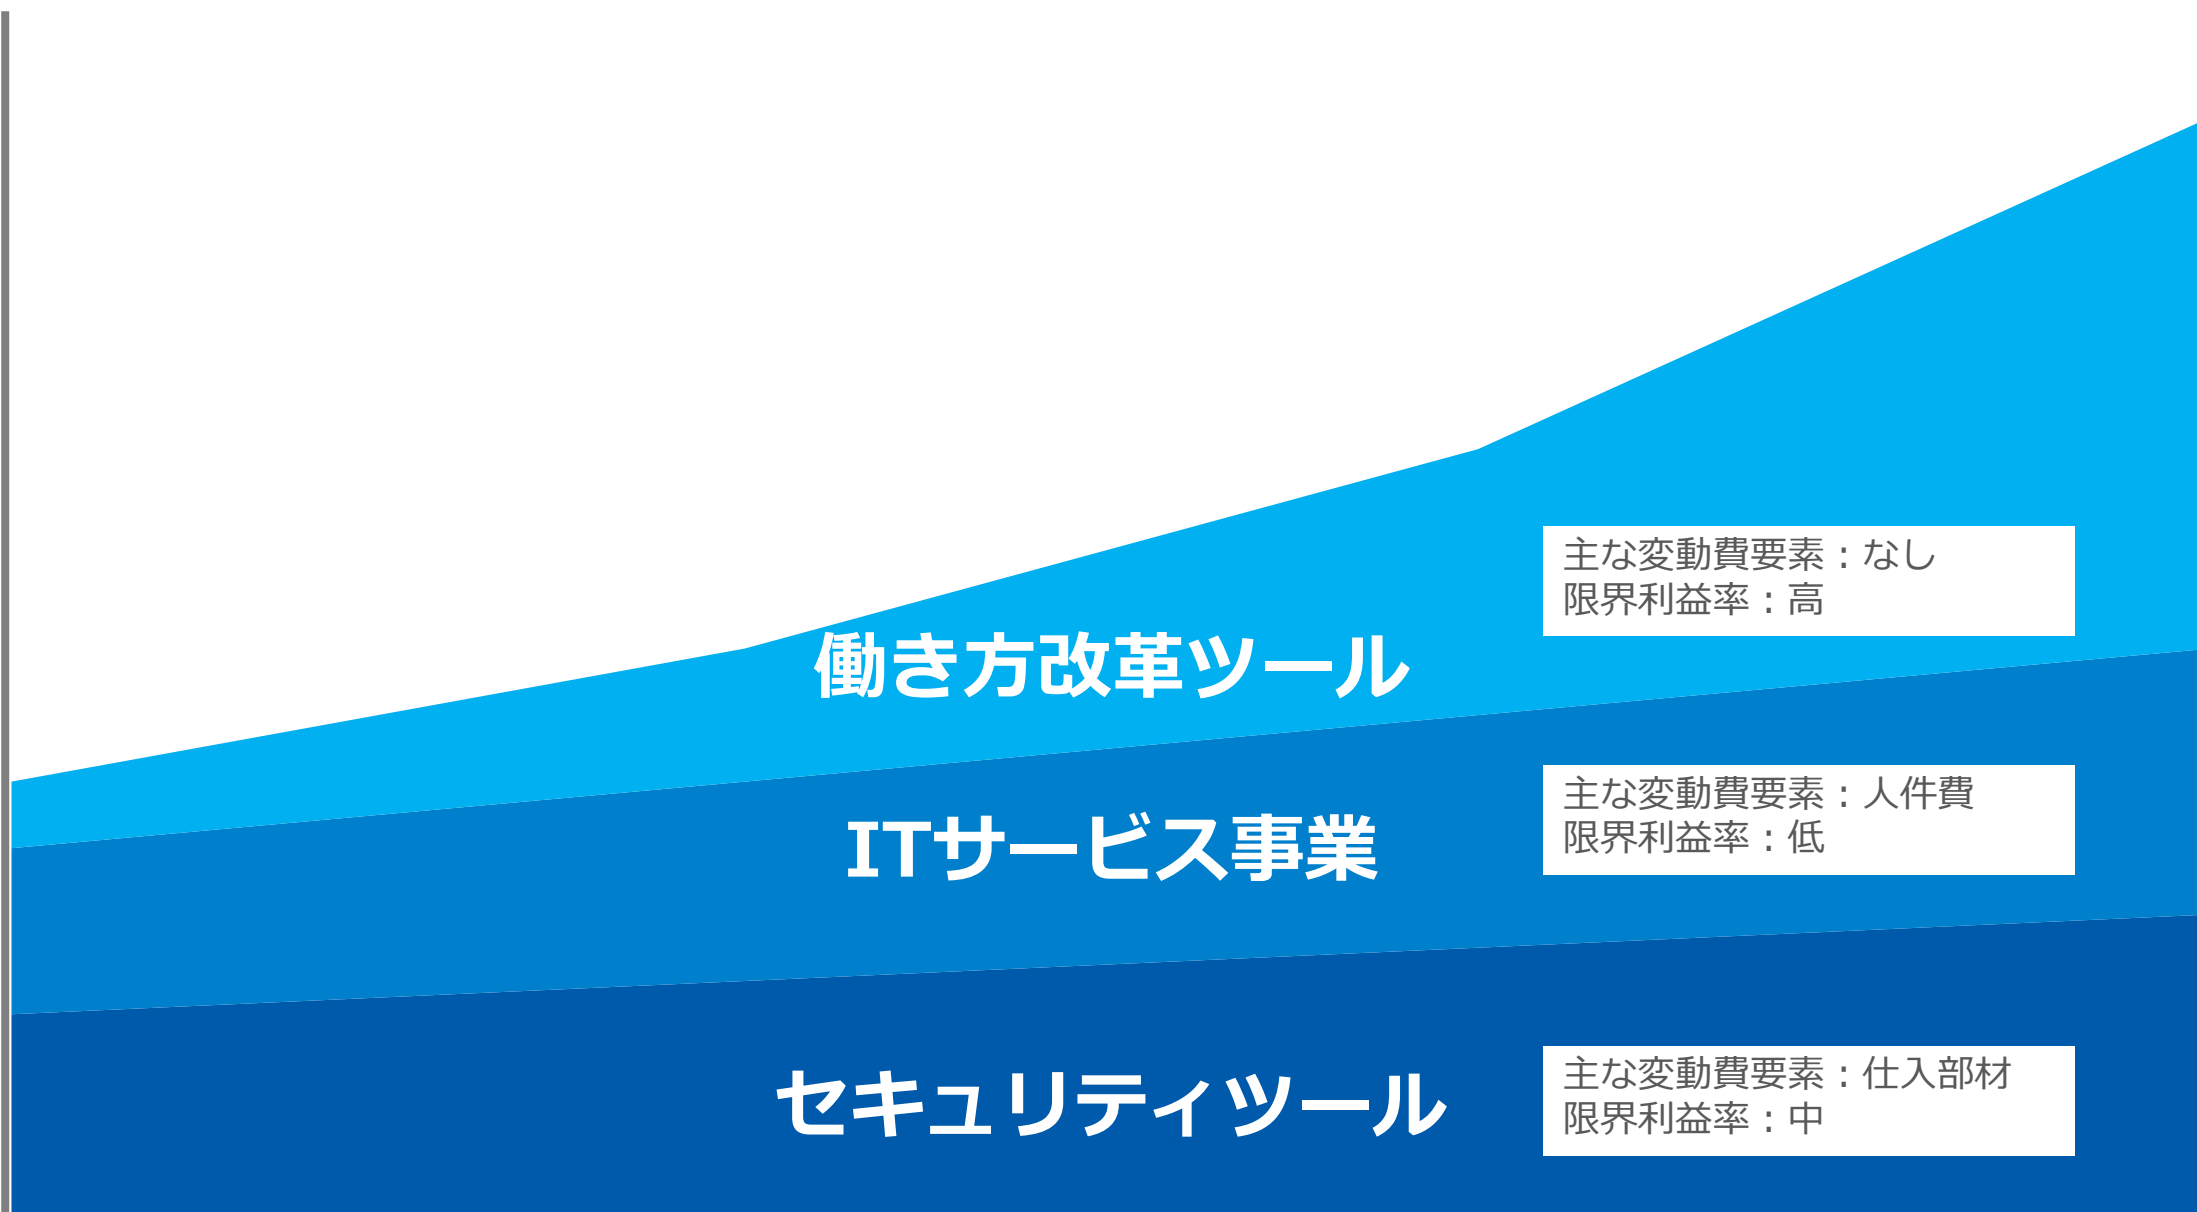 主な変動費要素：なし
限界利益率：高
働き方改革ツール
主な変動費要素：人件費
限界利益率：低
ITサービス事業
主な変動費要素：仕入部材
限界利益率：中
セキュリティツール